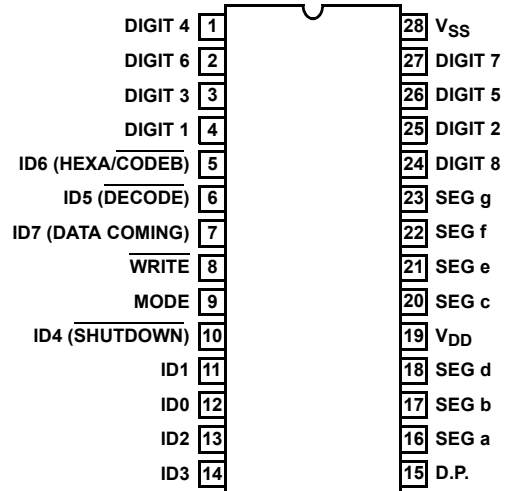 DIGIT 4 1 28 VSS
DIGIT 6 2 27 DIGIT 7
DIGIT 3 3 26 DIGIT 5
DIGIT 1 4 25 DIGIT 2
ID6 (HEXA/CODEB) 5 24 DIGIT 8
ID5 (DECODE) 6 23 SEG g
ID7 (DATA COMING) 7 22 SEG f
WRITE 8 21 SEG e
MODE 9 20 SEG c
ID4 (SHUTDOWN) 10 19 VDD
ID1 11 18 SEG d
ID0 12 17 SEG b
ID2 13 16 SEG a
ID3 14 15 D.P.